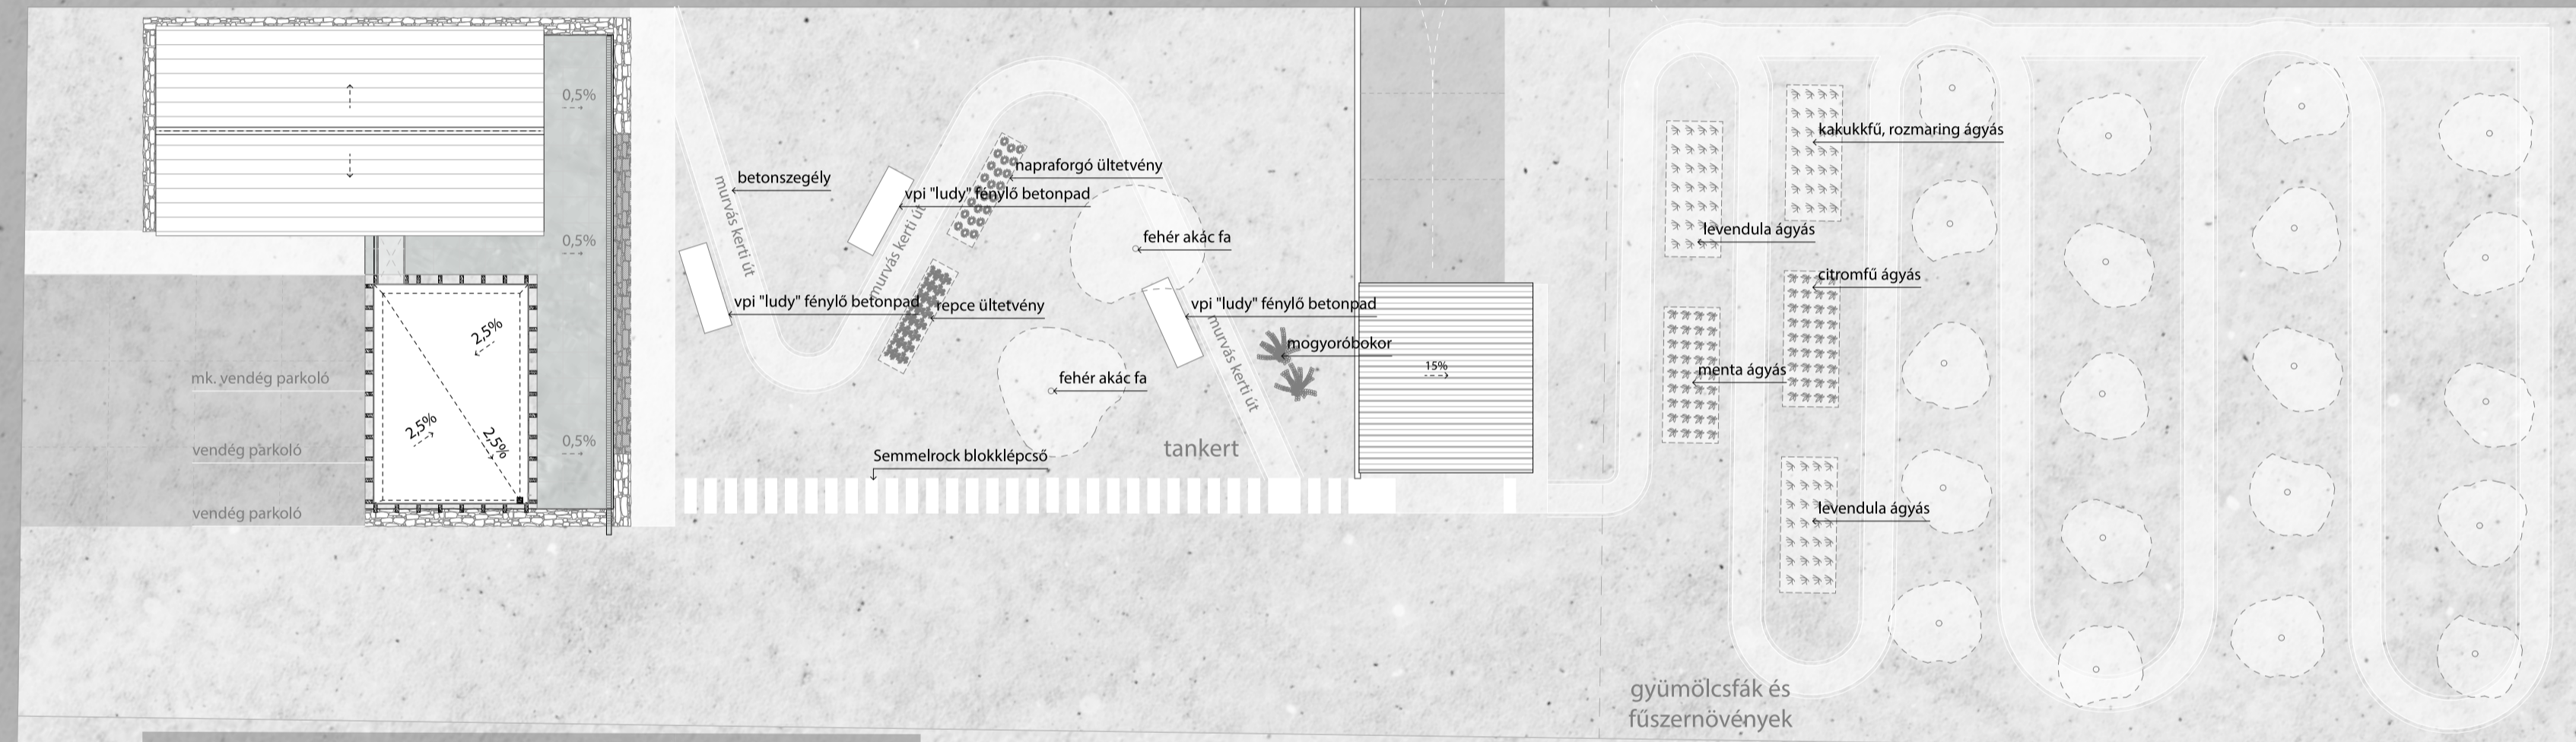 0,5%
0,5%
0,5%
2,5%
2,5%
2,5%
mk. vendég parkoló
vendég parkoló
vendég parkoló
betonszegély
murvás kerti út
vpi "ludy" fénylő betonpad
napraforgó ültetvény
vpi "ludy" fénylő betonpad
murvás kerti út
repce ültetvény
fehér akác fa
fehér akác fa
vpi "ludy" fénylő betonpad
murvás kerti út
mogyoróbokor
15%
tankert
Semmelrock blokklépcső
kakukkfű, rozmaring ágyás
levendula ágyás
citromfű ágyás
menta ágyás
levendula ágyás
gyümölcsfák és
fűszernövények